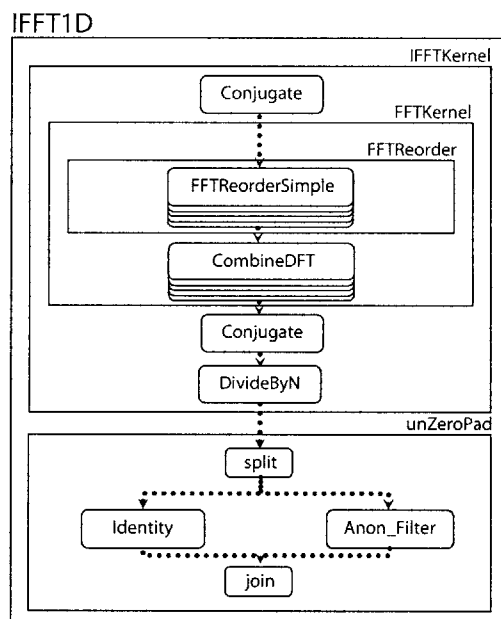 IFFT1D
IFFTKernel
Conjugate
FFTKernel
FFTReorder
FFTReorderSimple
CombineDFT
Conjugate
DivideByN
unZeroPad
split
Identity
Anon_Filter
join